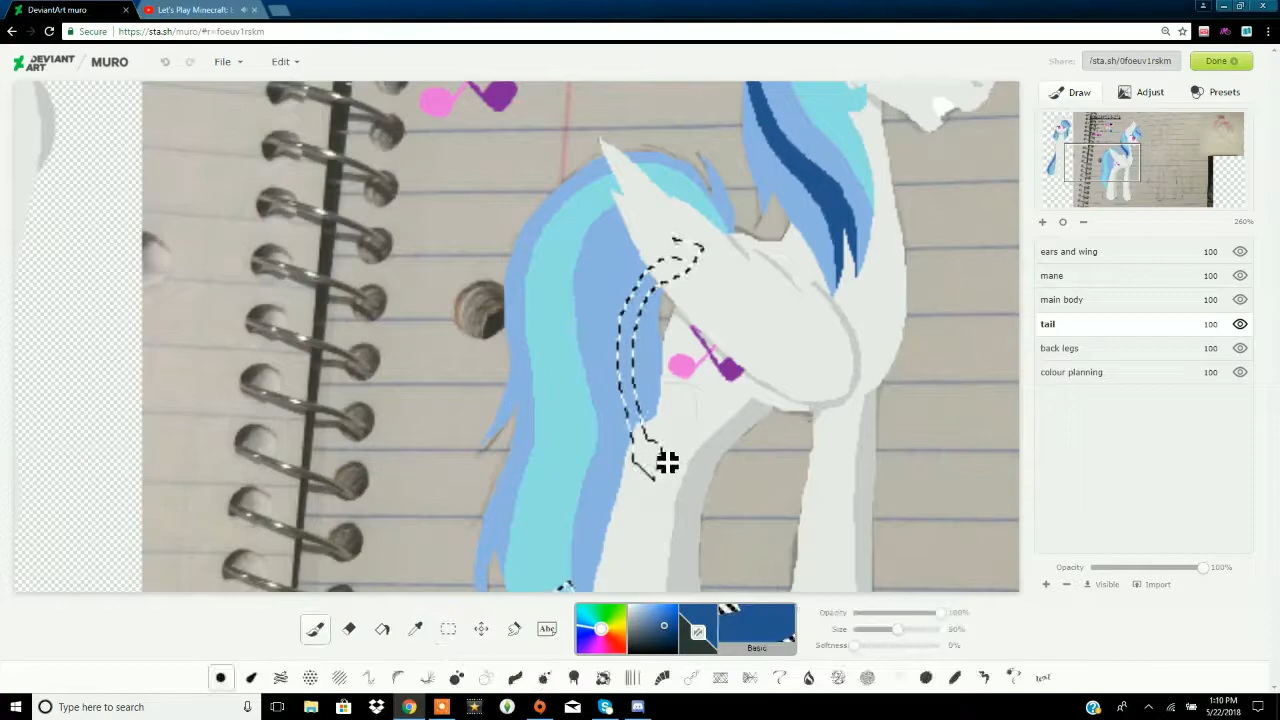 DeviantArt muro
Let's Play Minecraft:
Secure
https://sta.sh/muro/#r=foeuv1rskm
DEVIANT ART / MURO
File
Edit
Share:
/sta.sh/0foeuv1rskm
Done
Draw
Adjust
Presets
260%
ears and wing 100
mane 100
main body 100
tail 100
back legs 100
colour planning 100
Opacity 100%
Visible
Import
Abc
Basic
Opacity 100%
Size 50%
Softness 0%
text
Type here to search
1:10 PM
5/22/2018